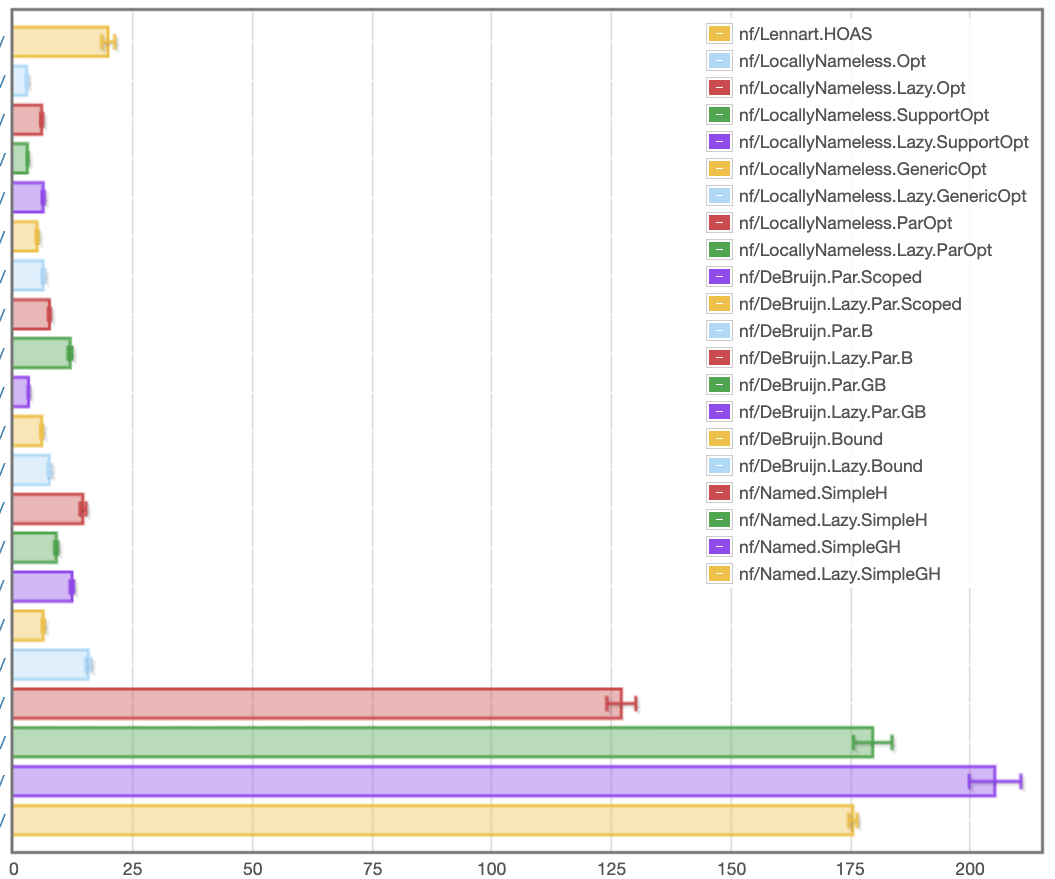 nf/Lennart.HOAS
nf/LocallyNameless.Opt
nf/LocallyNameless.Lazy.Opt
nf/LocallyNameless.SupportOpt
nf/LocallyNameless.Lazy.SupportOpt
nf/LocallyNameless.GenericOpt
nf/LocallyNameless.Lazy.GenericOpt
nf/LocallyNameless.ParOpt
nf/LocallyNameless.Lazy.ParOpt
nf/DeBruijn.Par.Scoped
nf/DeBruijn.Lazy.Par.Scoped
nf/DeBruijn.Par.B
nf/DeBruijn.Lazy.Par.B
nf/DeBruijn.Par.GB
nf/DeBruijn.Lazy.Par.GB
nf/DeBruijn.Bound
nf/DeBruijn.Lazy.Bound
nf/Named.SimpleH
nf/Named.Lazy.SimpleH
nf/Named.SimpleGH
nf/Named.Lazy.SimpleGH
0 25 50 75 100 125 150 175 200